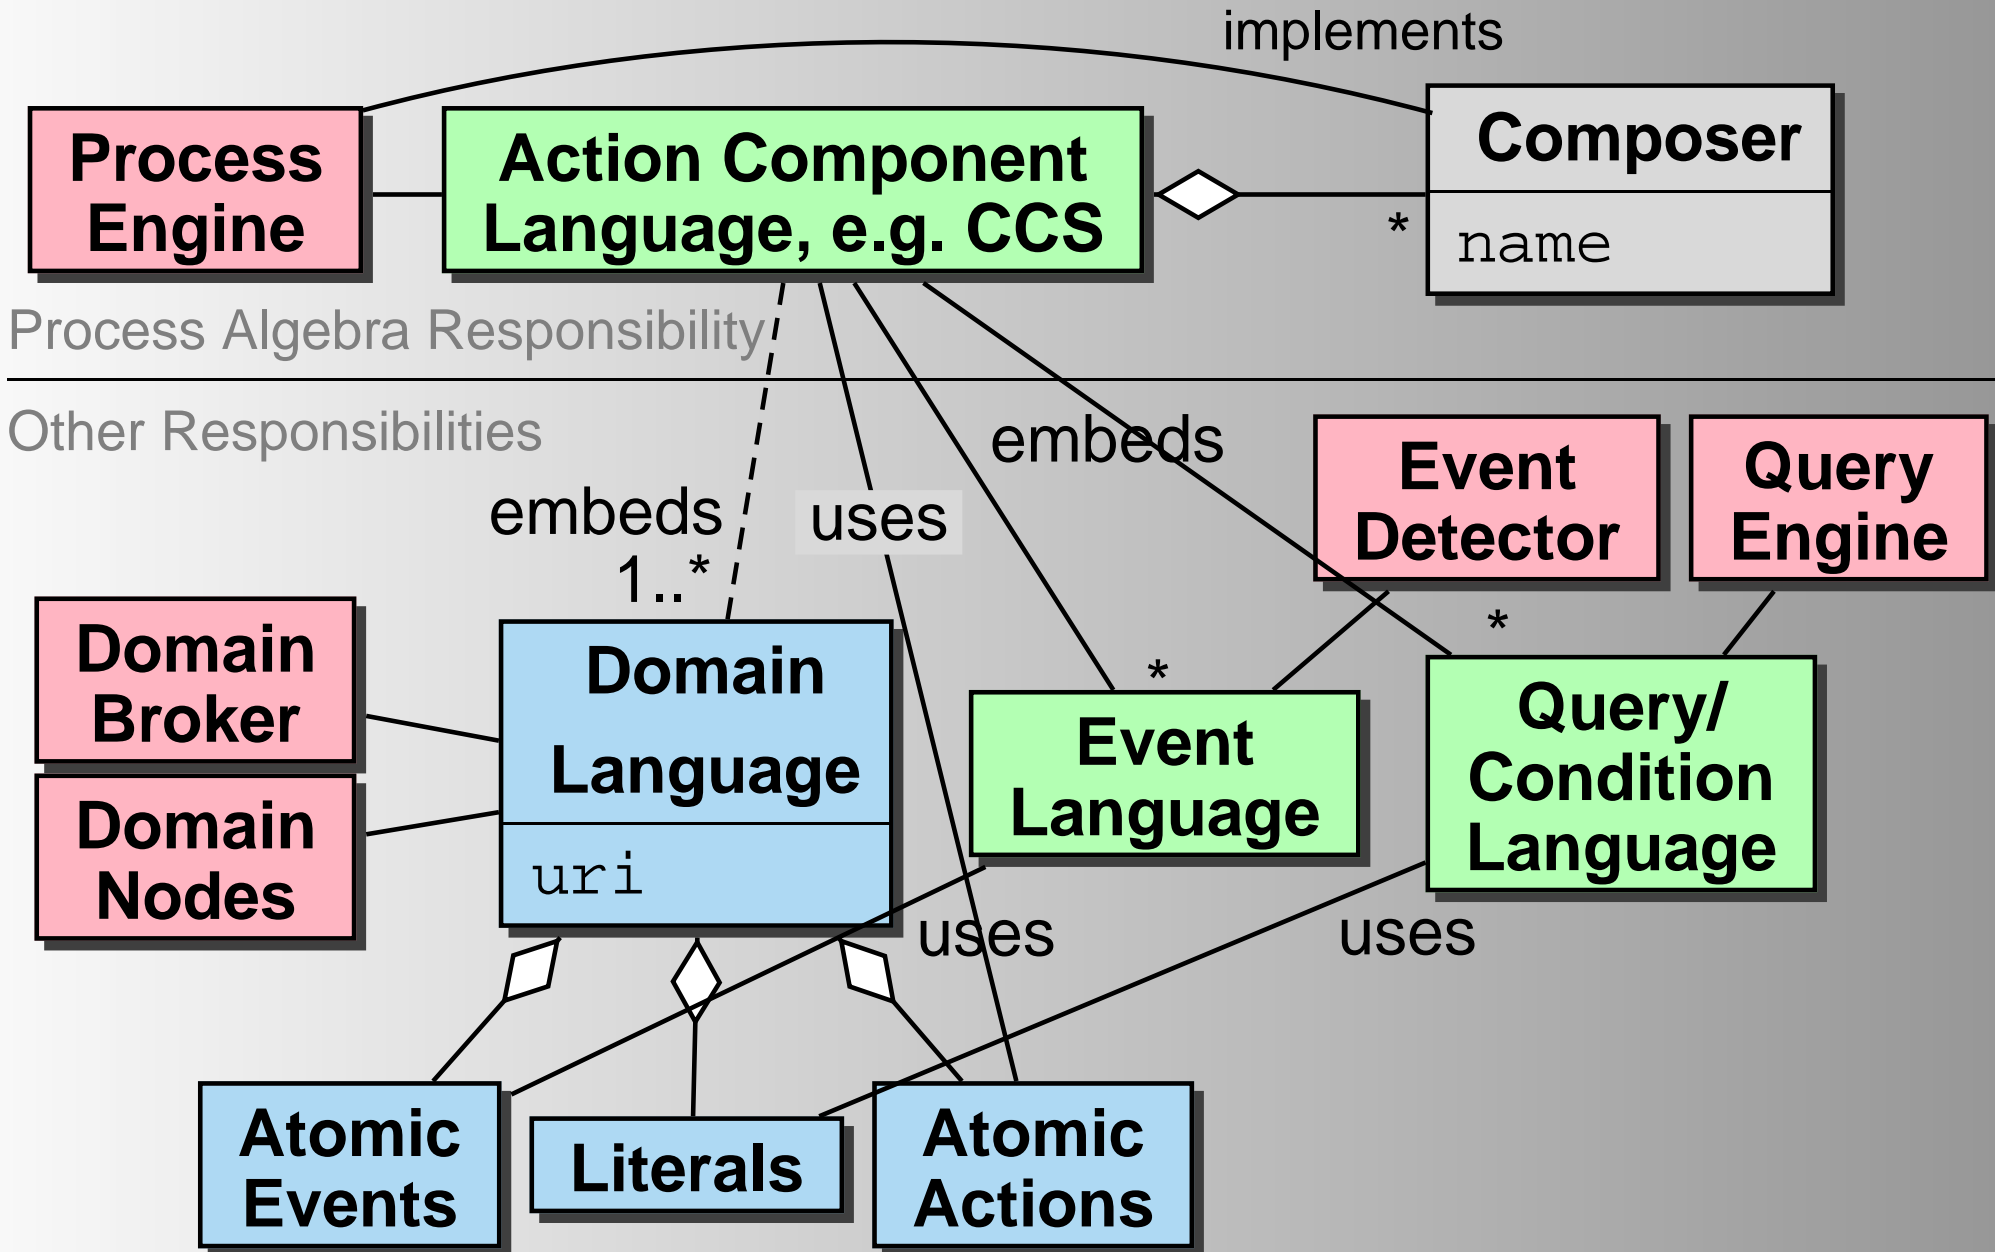 implements
Process
Engine
Action Component
Language, e.g. CCS
Composer
*
name
Process Algebra Responsibility
Other Responsibilities
embeds
1..*
uses
embeds
Event
Detector
Query
Engine
*
*
Domain
Broker
Domain
Nodes
Domain
Language
uri
Event
Language
Query/
Condition
Language
uses
uses
Atomic
Events
Literals
Atomic
Actions